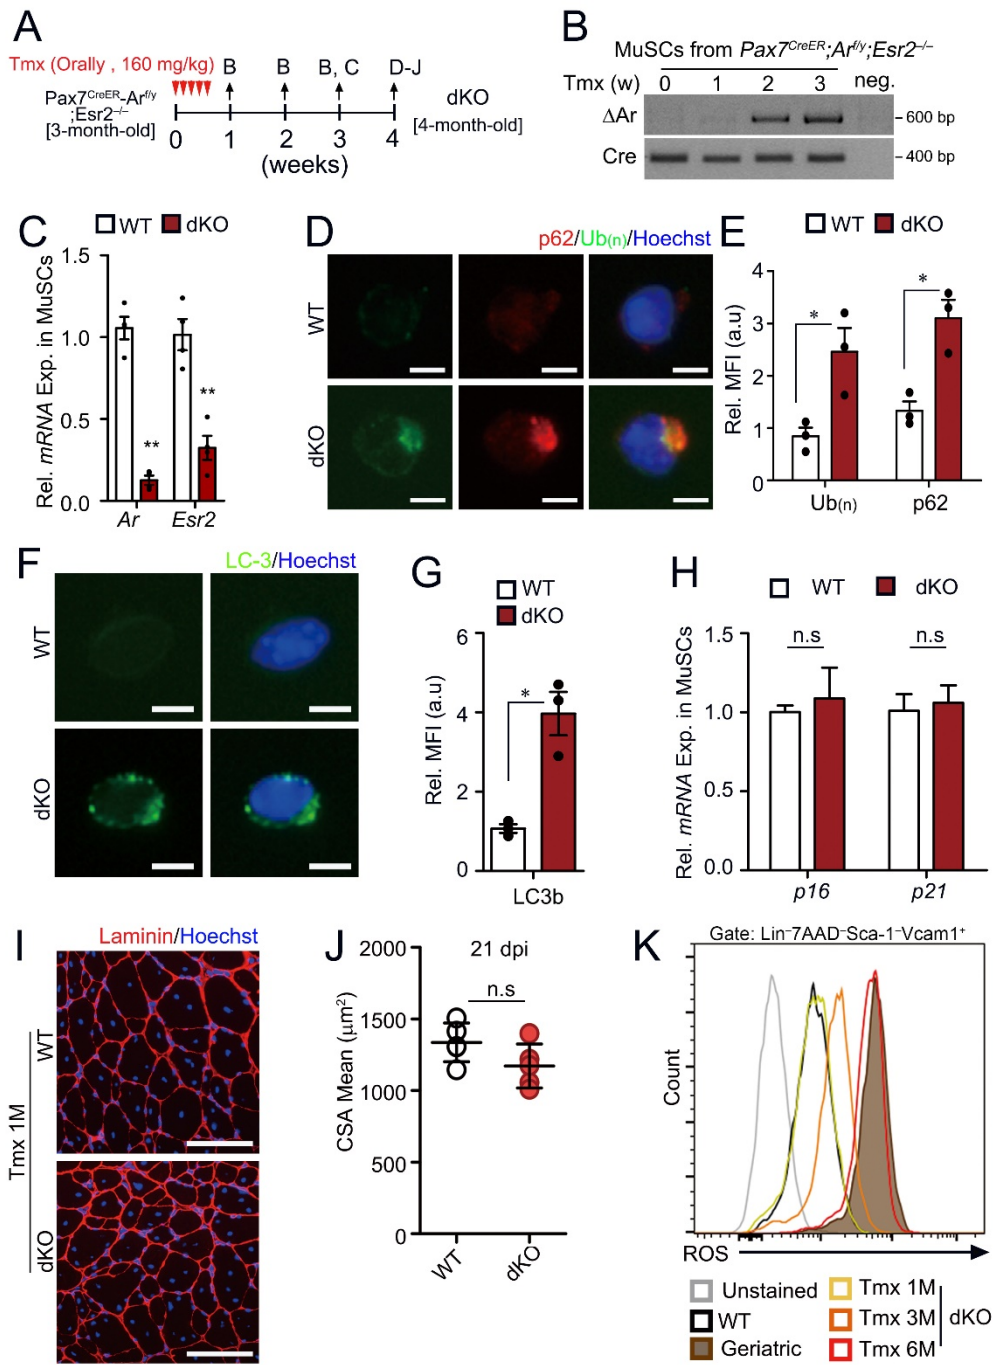 A
Tmx (Orally , 160 mg/kg)
B B B, C D-J
Pax7CreER-Arf/y
;Esr2–/–
[3-month-old]
dKO
[4-month-old]
0 1 2 3 4
(weeks)
B
MuSCs from Pax7CreER;Arf/y;Esr2–/–
Tmx (w) 0 1 2 3 neg.
ΔAr
600 bp
Cre
400 bp
C
WT dKO
Rel. mRNA Exp. in MuSCs
1.5
1.0
0.5
0.0
**
**
Ar Esr2
D
p62/Ub(n)/Hoechst
WT
dKO
E
WT dKO
Rel. MFI (a.u)
4
3
2
1
0
*
*
Ub(n) p62
F
LC-3/Hoechst
WT
dKO
G
WT
dKO
Rel. MFI (a.u)
6
4
2
0
*
LC3b
H
WT dKO
Rel. mRNA Exp. in MuSCs
1.5
1.0
0.5
0.0
n.s n.s
p16 p21
I
Laminin/Hoechst
Tmx 1M
WT
dKO
J
21 dpi
n.s
CSA Mean (µm2)
2000
1500
1000
500
0
WT dKO
K
Gate: Lin–7AAD–Sca-1–Vcam1+
Count
ROS
Unstained
WT
Geriatric
Tmx 1M
Tmx 3M
Tmx 6M
dKO